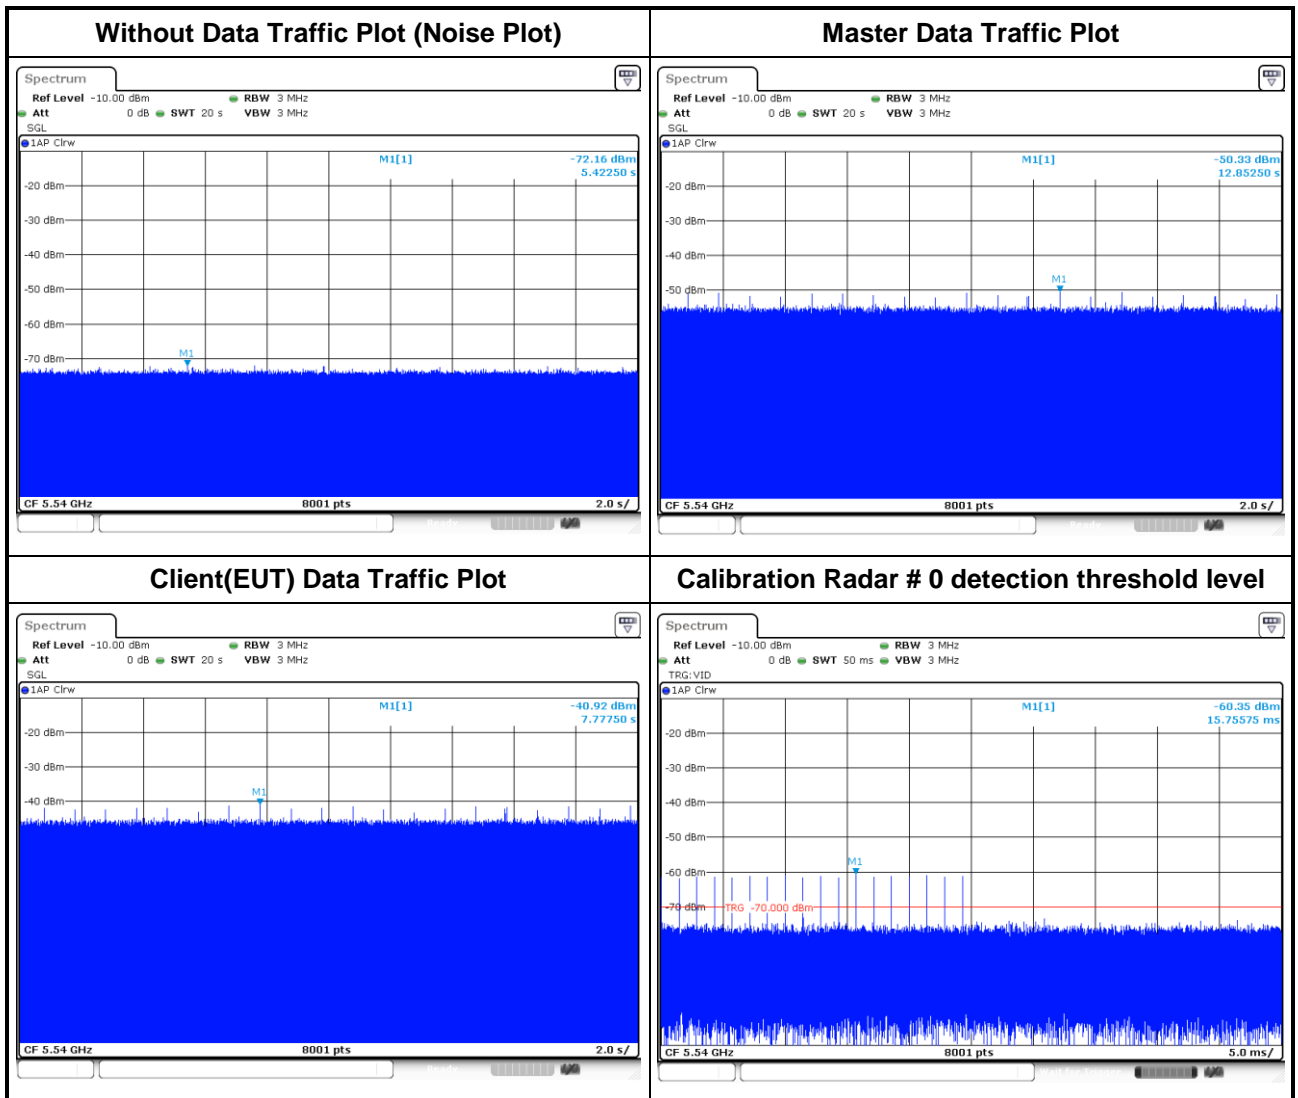 Without Data Traffic Plot (Noise Plot)
Spectrum
Ref Level -10.00 dBm RBW 3 MHz
Att 0 dB SWT 20 s VBW 3 MHz
SGL
1AP Clrw
M1[1] -72.16 dBm
5.42250 s
-20 dBm
-30 dBm
-40 dBm
-50 dBm
-60 dBm
M1
-70 dBm
CF 5.54 GHz 8001 pts 2.0 s/
Ready
Master Data Traffic Plot
Spectrum
Ref Level -10.00 dBm RBW 3 MHz
Att 0 dB SWT 20 s VBW 3 MHz
SGL
1AP Clrw
M1[1] -50.33 dBm
12.85250 s
-20 dBm
-30 dBm
-40 dBm
M1
-50 dBm
CF 5.54 GHz 8001 pts 2.0 s/
Ready
Client(EUT) Data Traffic Plot
Spectrum
Ref Level -10.00 dBm RBW 3 MHz
Att 0 dB SWT 20 s VBW 3 MHz
SGL
1AP Clrw
M1[1] -40.92 dBm
7.77750 s
-20 dBm
-30 dBm
M1
-40 dBm
CF 5.54 GHz 8001 pts 2.0 s/
Ready
Calibration Radar # 0 detection threshold level
Spectrum
Ref Level -10.00 dBm RBW 3 MHz
Att 0 dB SWT 50 ms VBW 3 MHz
TRG:VID
1AP Clrw
M1[1] -60.35 dBm
15.75575 ms
-20 dBm
-30 dBm
-40 dBm
-50 dBm
M1
-60 dBm
-70 dBm TRG -70.000 dBm
CF 5.54 GHz 8001 pts 5.0 ms/
Wait for Trigger